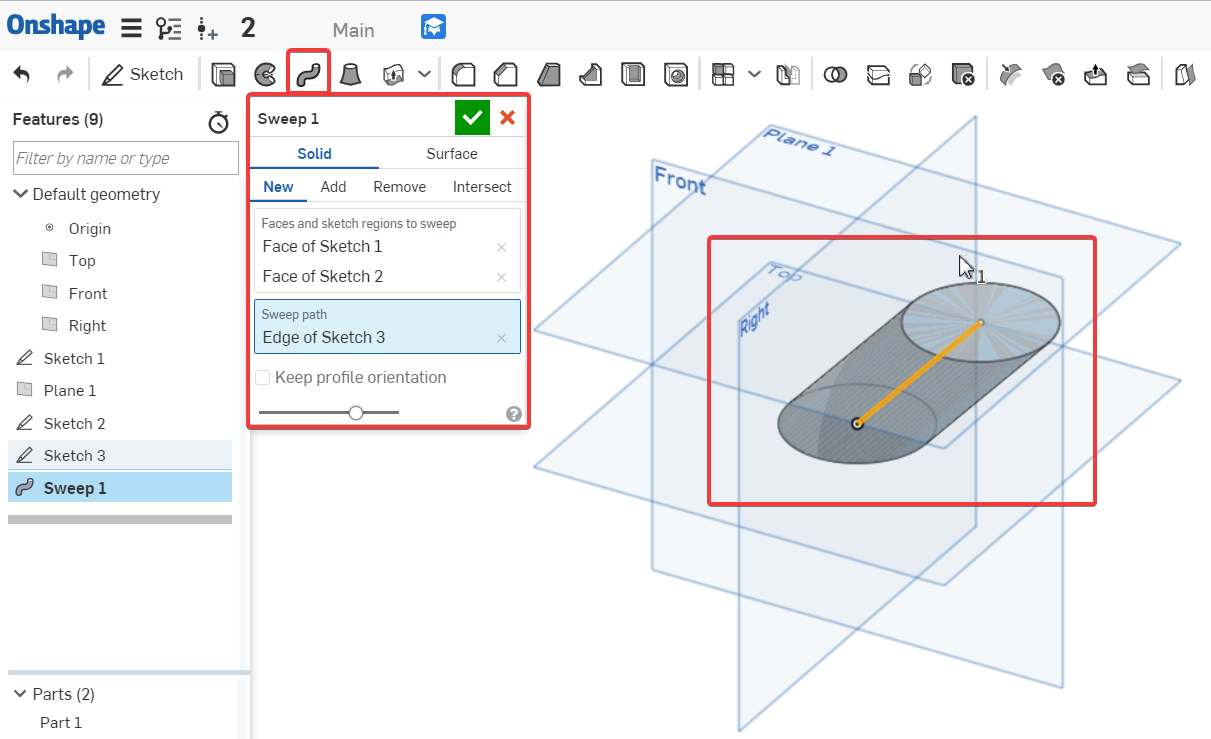 Onshape 2 Main
Sketch
Features (9)
Filter by name or type
Default geometry
Origin
Top
Front
Right
Sketch 1
Plane 1
Sketch 2
Sketch 3
Sweep 1
Parts (2)
Part 1
Sweep 1
Solid Surface
New Add Remove Intersect
Faces and sketch regions to sweep
Face of Sketch 1
Face of Sketch 2
Sweep path
Edge of Sketch 3
Keep profile orientation
?
Plane 1
Front
Top
Right
1